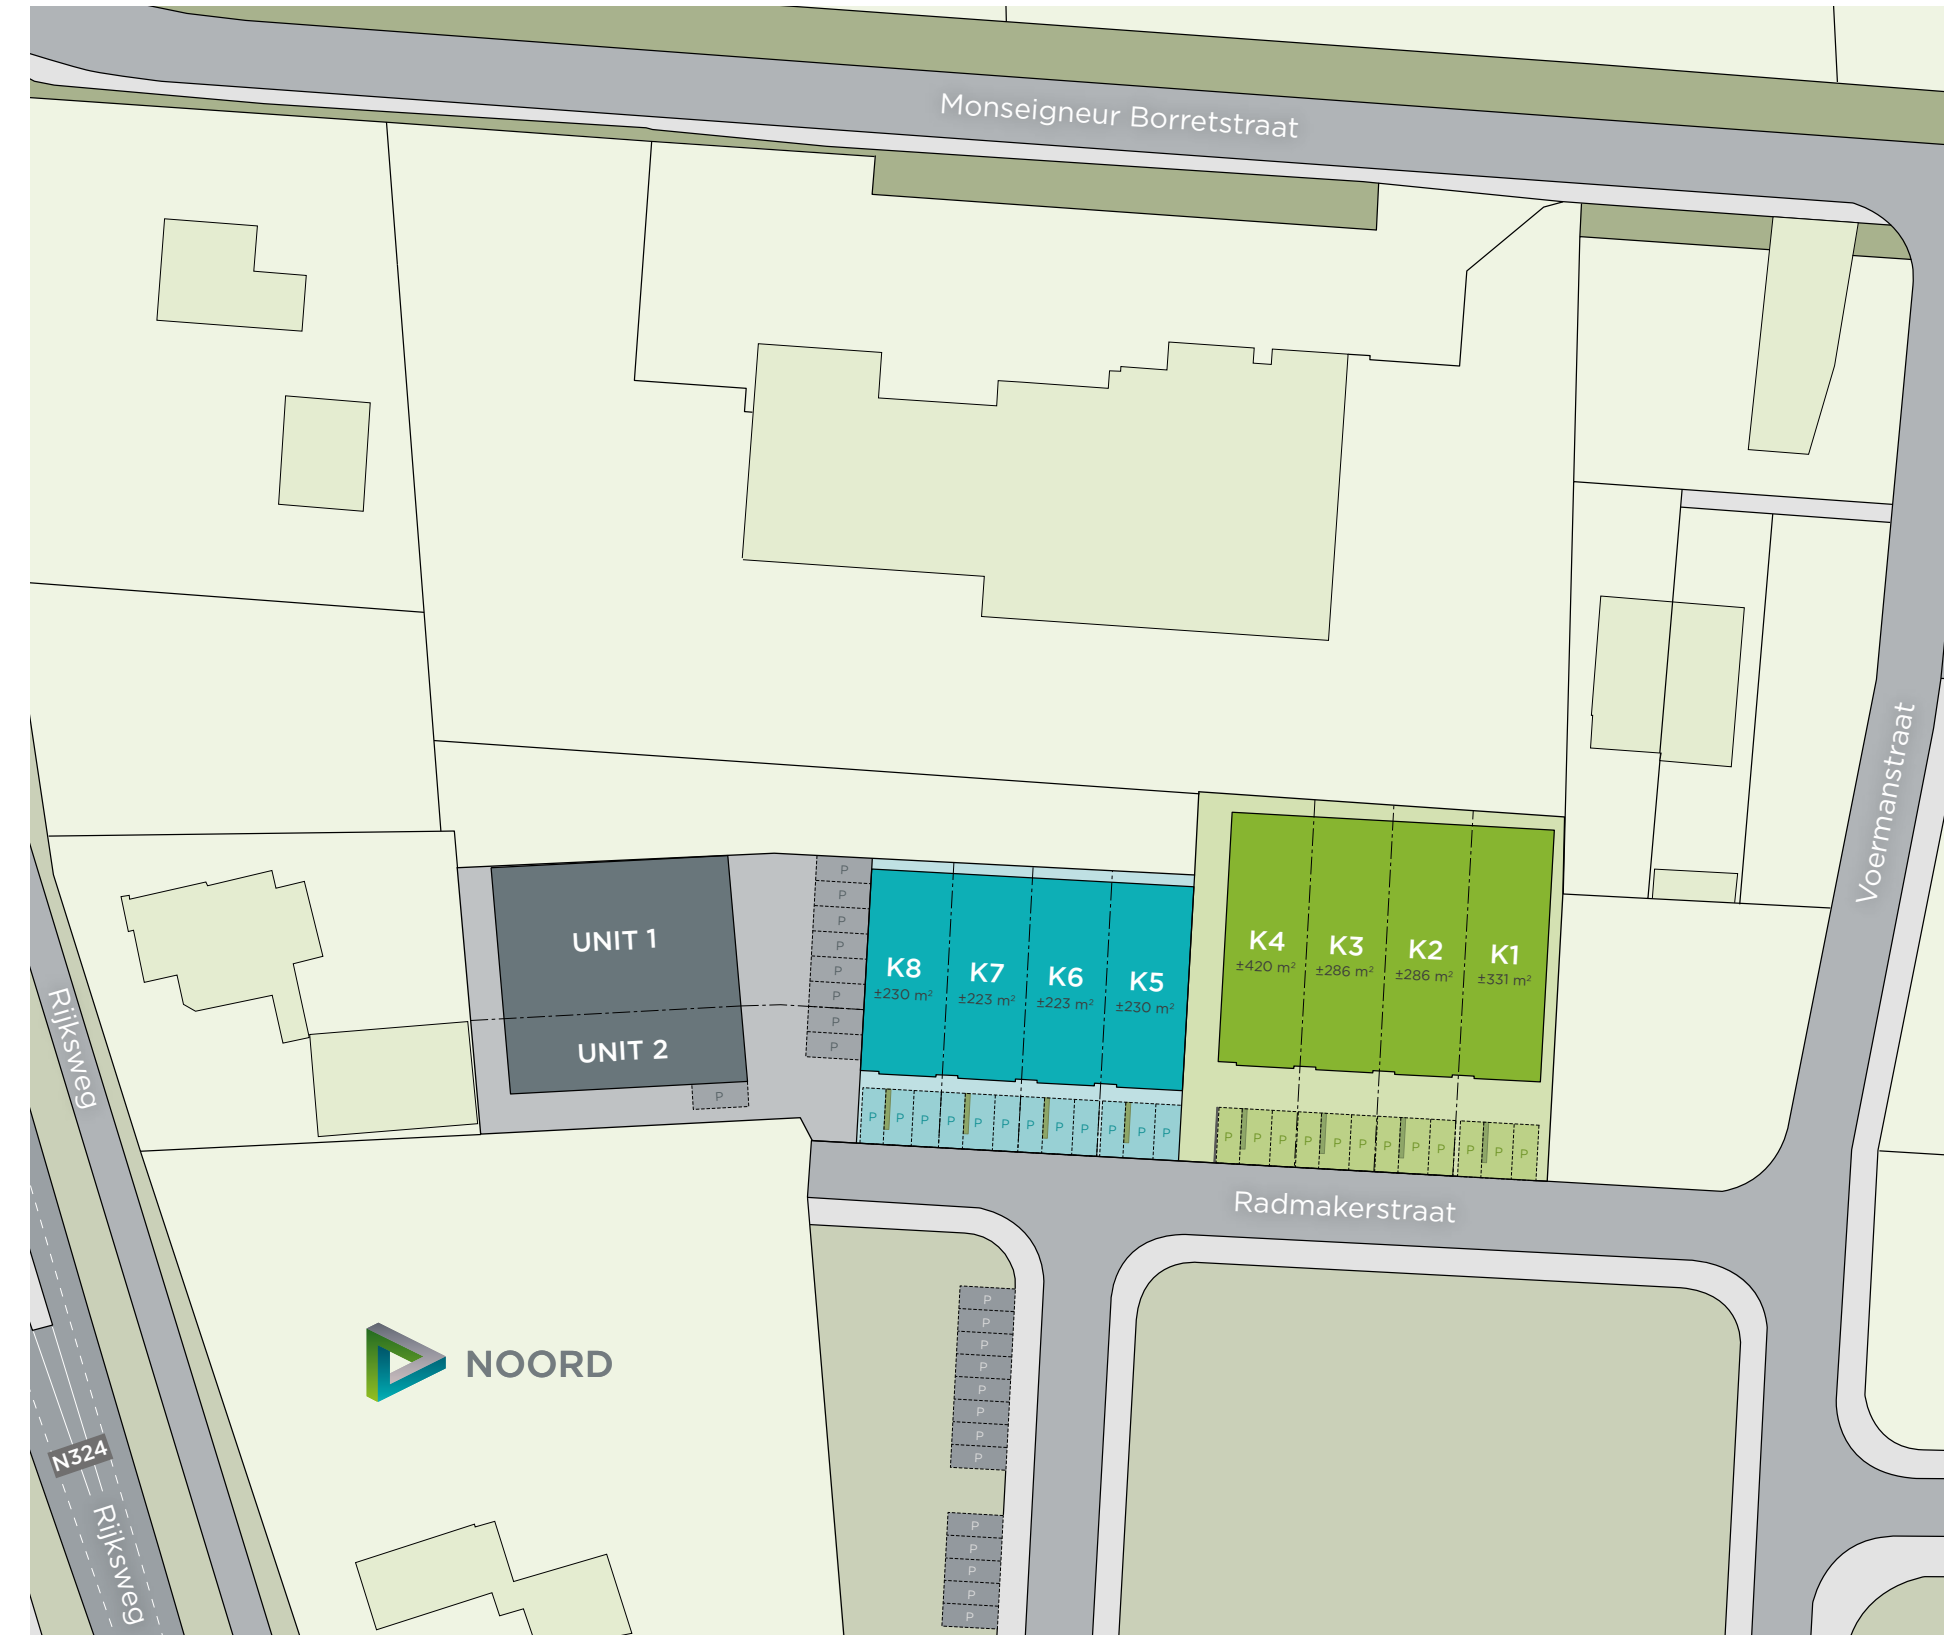 Monseigneur Borretstraat
Voermanstraat
UNIT 1
UNIT 2
P
P
P
P
P
P
P
P
P
K8
±230 m²
K7
±223 m²
K6
±223 m²
K5
±230 m²
K4
±420 m²
K3
±286 m²
K2
±286 m²
K1
±331 m²
P P P P P P P P P P P P
P P P P P P P P P P P P
Radmakerstraat
Rijksweg
NOORD
P
P
P
P
P
P
P
P
P
P
P
P
P
N324
Rijksweg